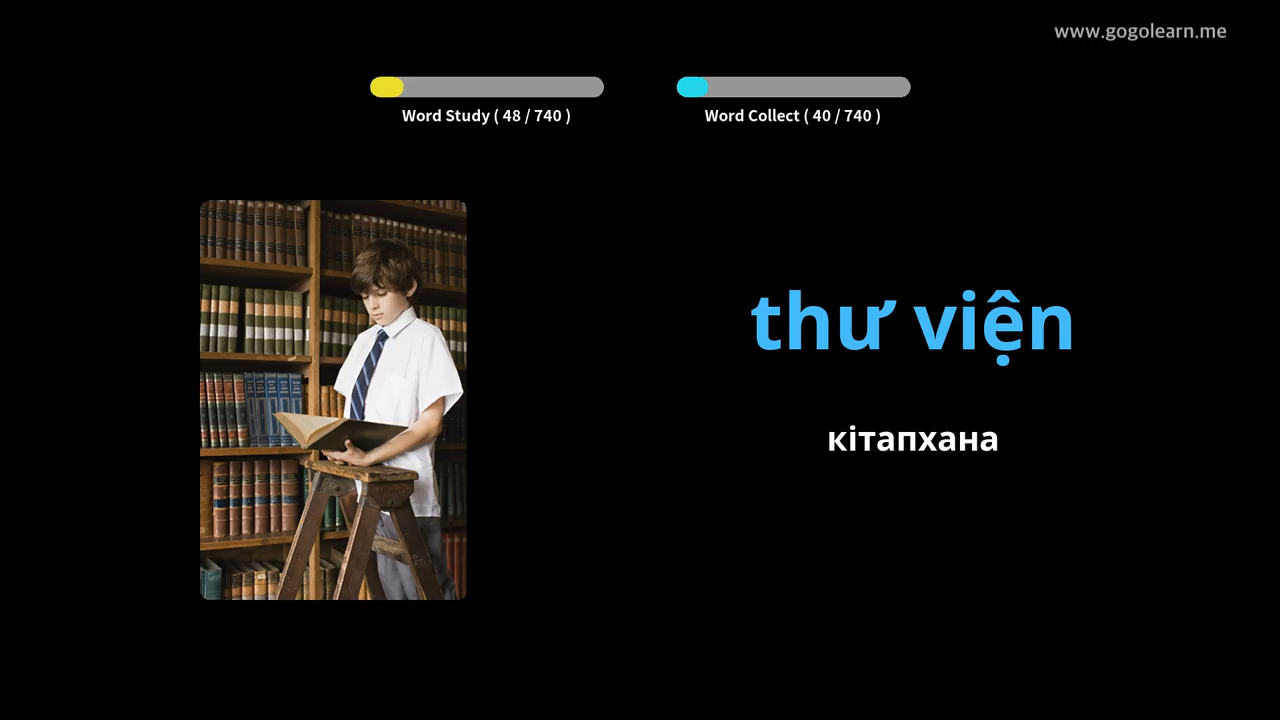 www.gogolearn.me
Word Study ( 48 / 740 )
Word Collect ( 40 / 740 )
thư viện
кітапхана